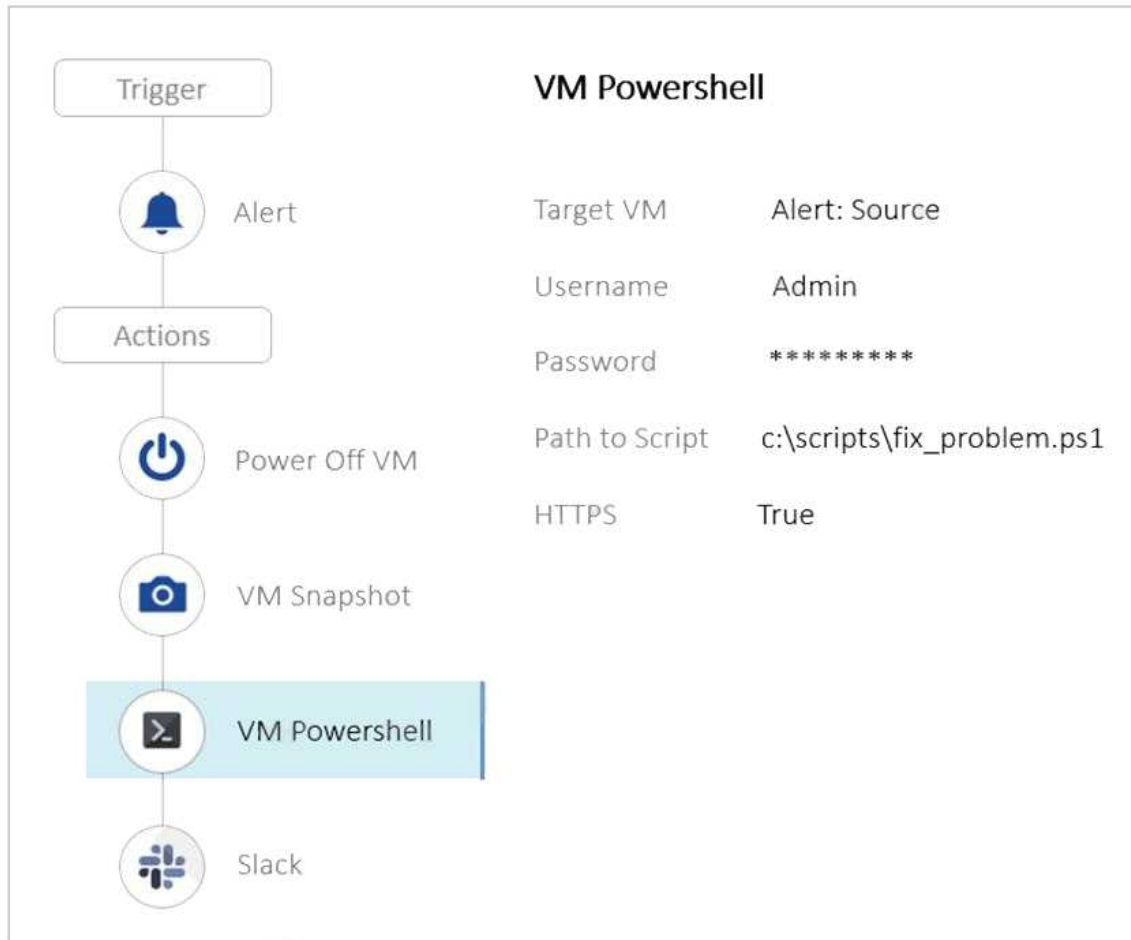 Trigger
Alert
Actions
Power Off VM
VM Snapshot
VM Powershell
Slack
VM Powershell
Target VM Alert: Source
Username Admin
Password *********
Path to Script c:\scripts\fix_problem.ps1
HTTPS True